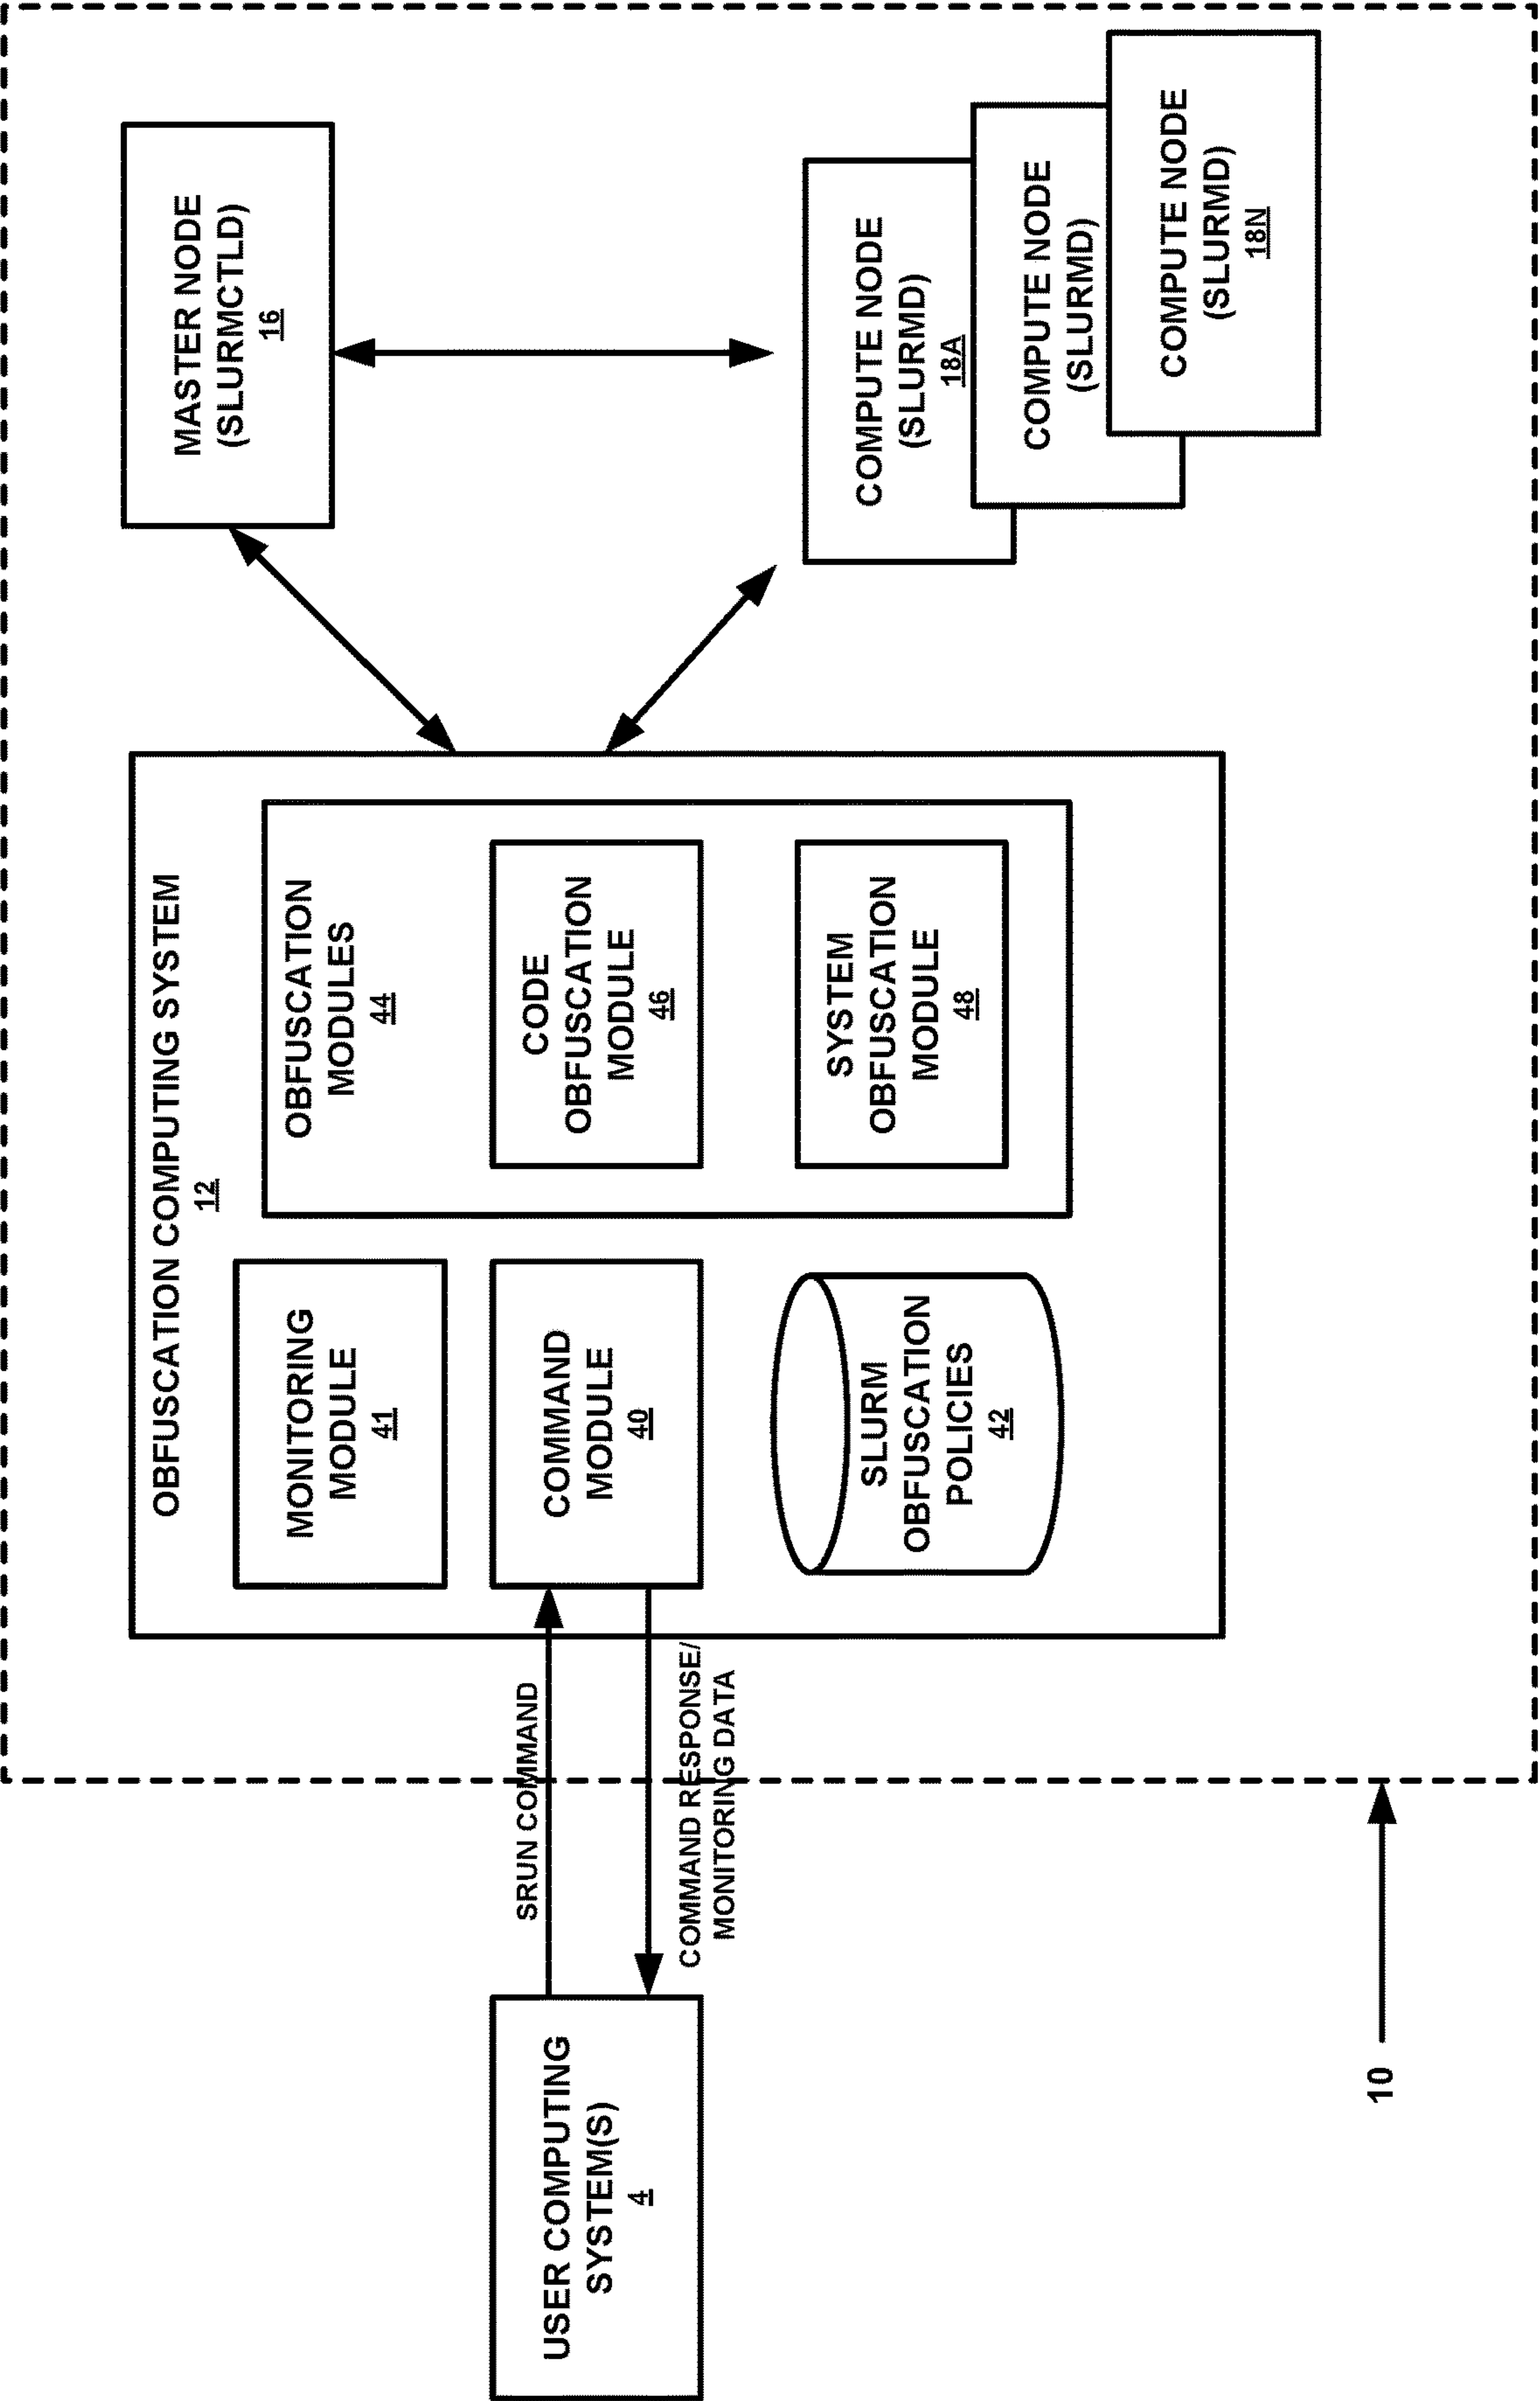 USER COMPUTING
SYSTEM(S)
4
SRUN COMMAND
COMMAND RESPONSE/
MONITORING DATA
10
OBFUSCATION COMPUTING SYSTEM
12
MONITORING
MODULE
41
COMMAND
MODULE
40
SLURM
OBFUSCATION
POLICIES
42
OBFUSCATION
MODULES
44
CODE
OBFUSCATION
MODULE
46
SYSTEM
OBFUSCATION
MODULE
48
MASTER NODE
(SLURMCTLD)
16
COMPUTE NODE
(SLURMD)
18A
COMPUTE NODE
(SLURMD)
COMPUTE NODE
(SLURMD)
18N